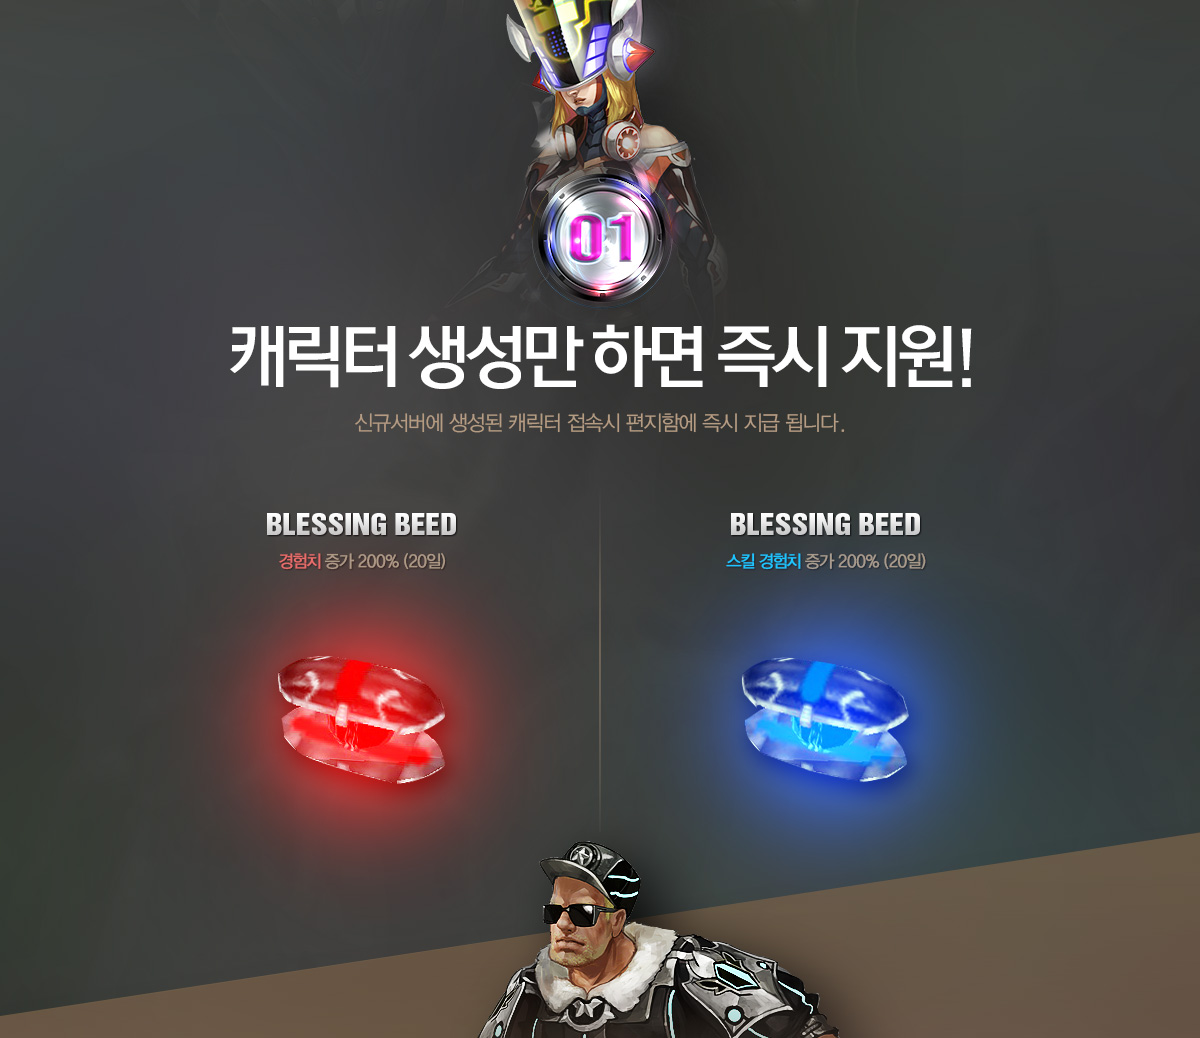 01
캐릭터 생성만 하면 즉시 지원!
신규서버에 생성된 캐릭터 접속시 편지함에 즉시 지급 됩니다.
BLESSING BEED
경험치 증가 200% (20일)
BLESSING BEED
스킬 경험치 증가 200% (20일)